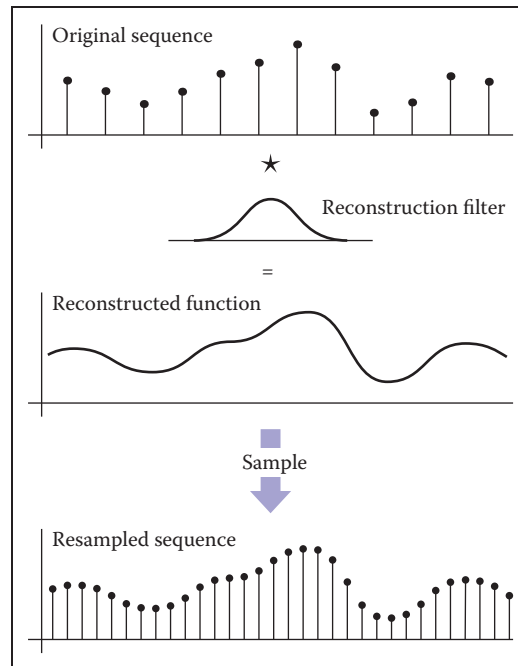 Original sequence
★
Reconstruction filter
=
Reconstructed function
Sample
Resampled sequence